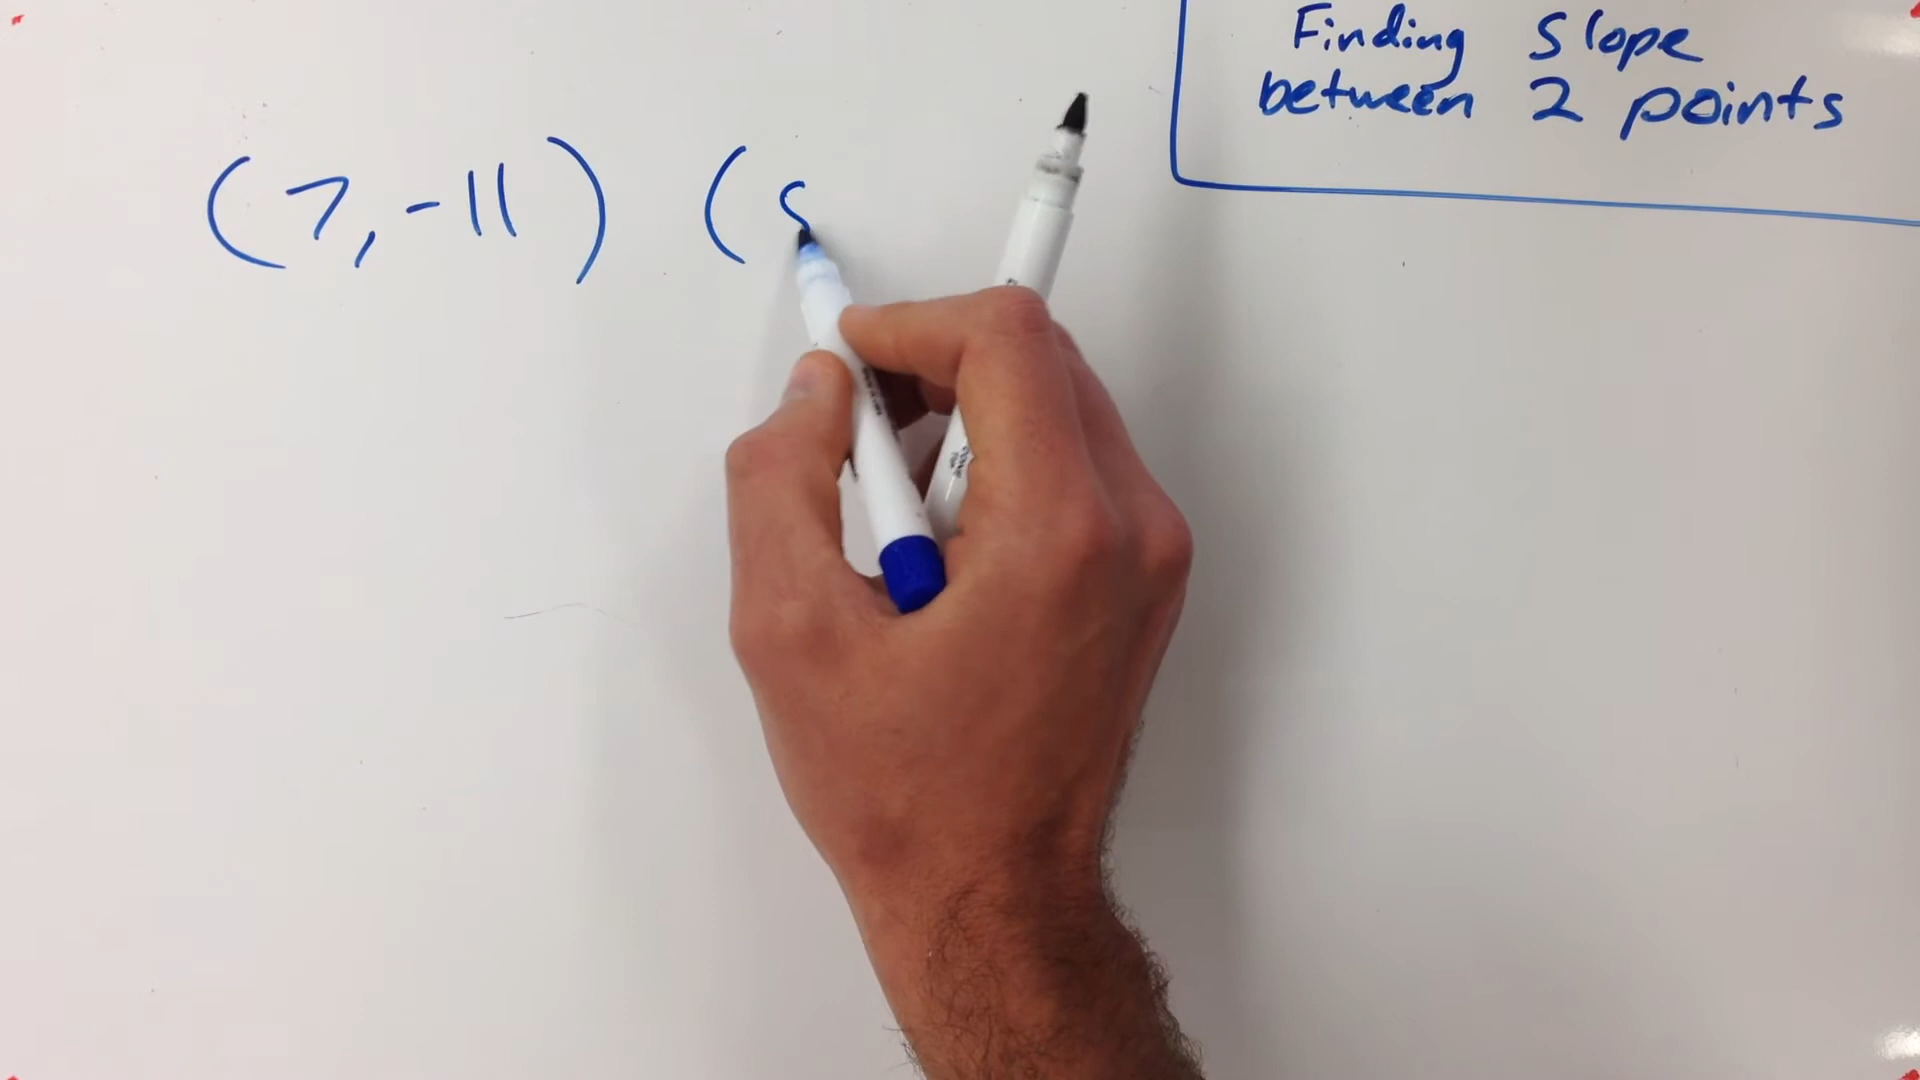 Finding slope
between 2 points
(7, -11) (